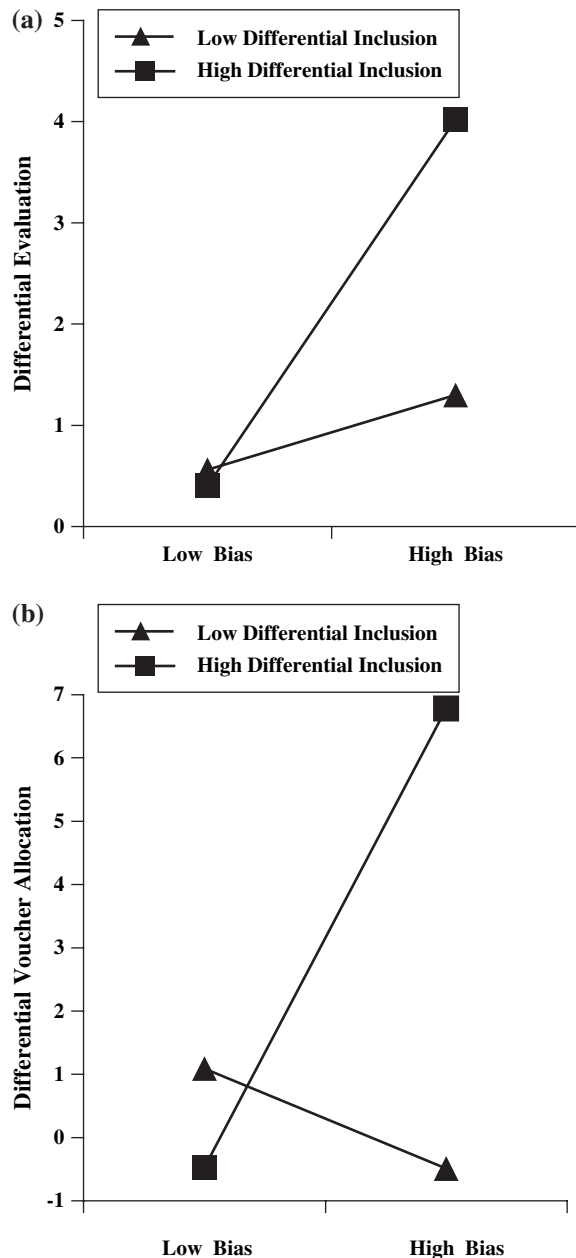 (a)
Low Differential Inclusion
High Differential Inclusion
Differential Evaluation
5
4
3
2
1
0
Low Bias
High Bias
(b)
Low Differential Inclusion
High Differential Inclusion
Differential Voucher Allocation
7
6
5
4
3
2
1
0
-1
Low Bias
High Bias